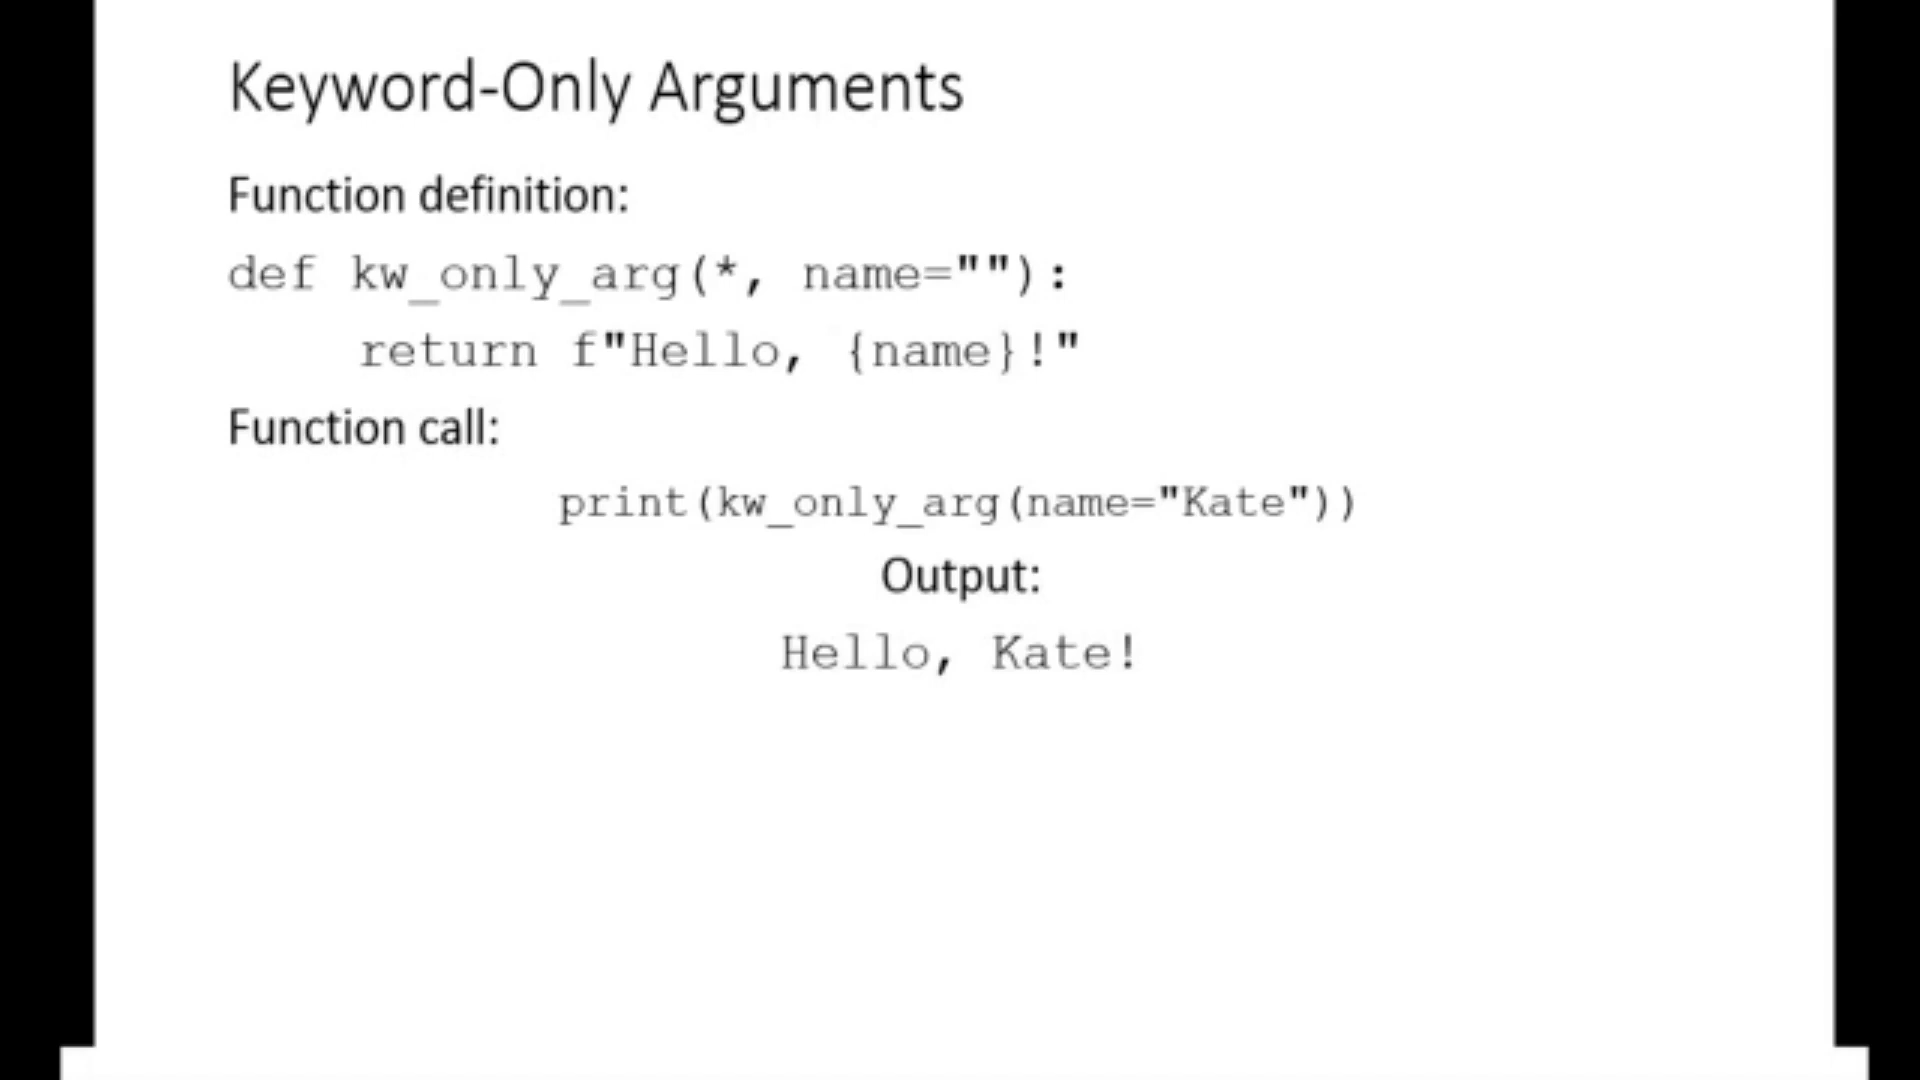 Keyword-Only Arguments
Function definition:
def kw_only_arg(*, name=""):
return f"Hello, {name}!"
Function call:
print(kw_only_arg(name="Kate"))
Output:
Hello, Kate!